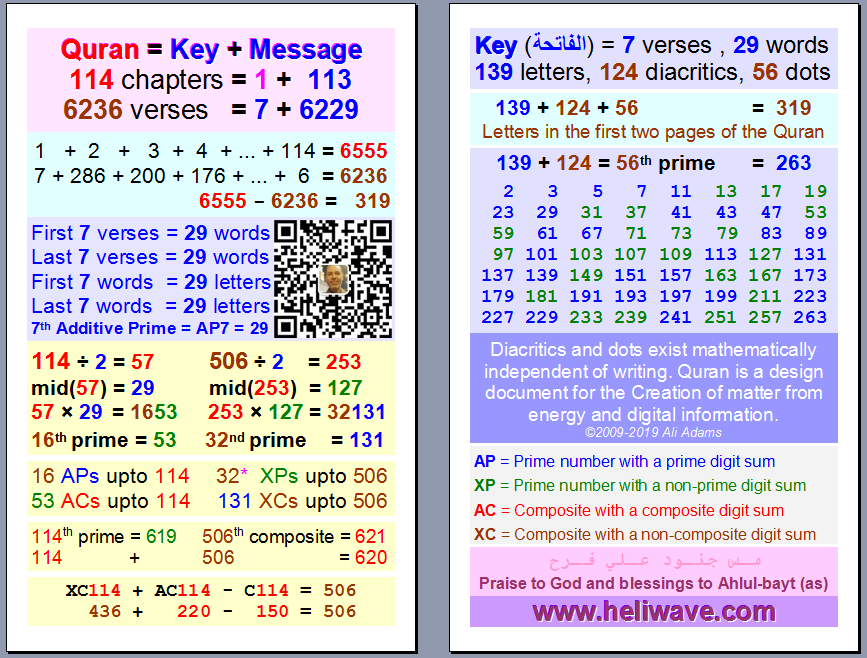 Quran = Key + Message
114 chapters = 1 + 113
6236 verses = 7 + 6229
1 + 2 + 3 + 4 + ... + 114 = 6555
7 + 286 + 200 + 176 + ... + 6 = 6236
6555 – 6236 = 319
First 7 verses = 29 words
Last 7 verses = 29 words
First 7 words = 29 letters
Last 7 words = 29 letters
7th Additive Prime = AP7 = 29
114 ÷ 2 = 57 506 ÷ 2 = 253
mid(57) = 29 mid(253) = 127
57 × 29 = 1653 253 × 127 = 32131
16th prime = 53 32nd prime = 131
16 APs upto 114 32* XPs upto 506
53 ACs upto 114 131 XCs upto 506
114th prime = 619 506th composite = 621
114 + 506 = 620
XC114 + AC114 - C114 = 506
436 + 220 - 150 = 506
Key (الفاتحة) = 7 verses , 29 words
139 letters, 124 diacritics, 56 dots
139 + 124 + 56 = 319
Letters in the first two pages of the Quran
139 + 124 = 56th prime = 263
2 3 5 7 11 13 17 19
23 29 31 37 41 43 47 53
59 61 67 71 73 79 83 89
97 101 103 107 109 113 127 131
137 139 149 151 157 163 167 173
179 181 191 193 197 199 211 223
227 229 233 239 241 251 257 263
Diacritics and dots exist mathematically
independent of writing. Quran is a design
document for the Creation of matter from
energy and digital information.
©2009-2019 Ali Adams
AP = Prime number with a prime digit sum
XP = Prime number with a non-prime digit sum
AC = Composite with a composite digit sum
XC = Composite with a non-composite digit sum
مـس جنـود عـلي فـرح
Praise to God and blessings to Ahlul-bayt (as)
www.heliwave.com